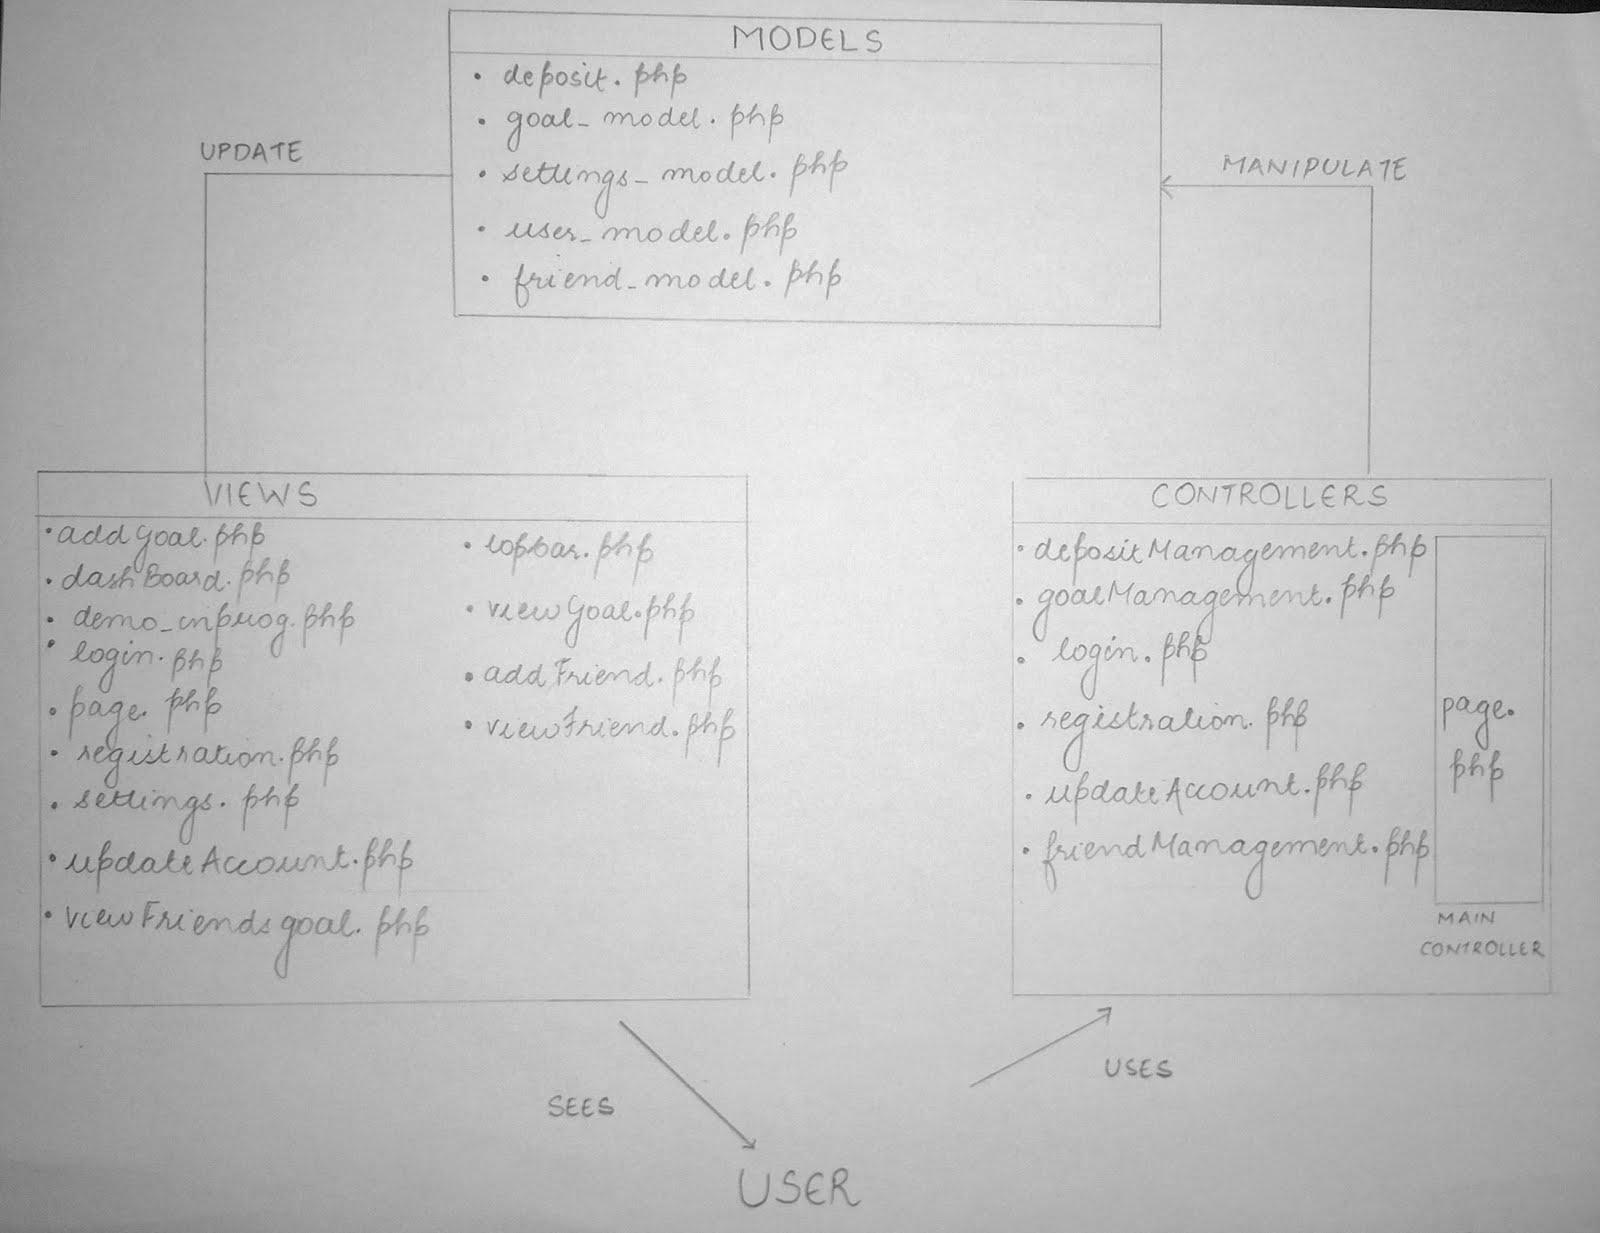 MODELS
• deposit.php
• goal_model.php
• settings_model.php
• user_model.php
• friend_model.php
UPDATE
MANIPULATE
VIEWS
• addGoal.php
• dashBoard.php
• demo_inprog.php
• login.php
• page.php
• registration.php
• settings.php
• updateAccount.php
• viewFriendsgoal.php
• topbar.php
• viewGoal.php
• addFriend.php
• viewFriend.php
CONTROLLERS
• depositManagement.php
• goalManagement.php
• login.php
• registration.php
• updateAccount.php
• friendManagement.php
page.
php
MAIN
CONTROLLER
SEES
USES
USER